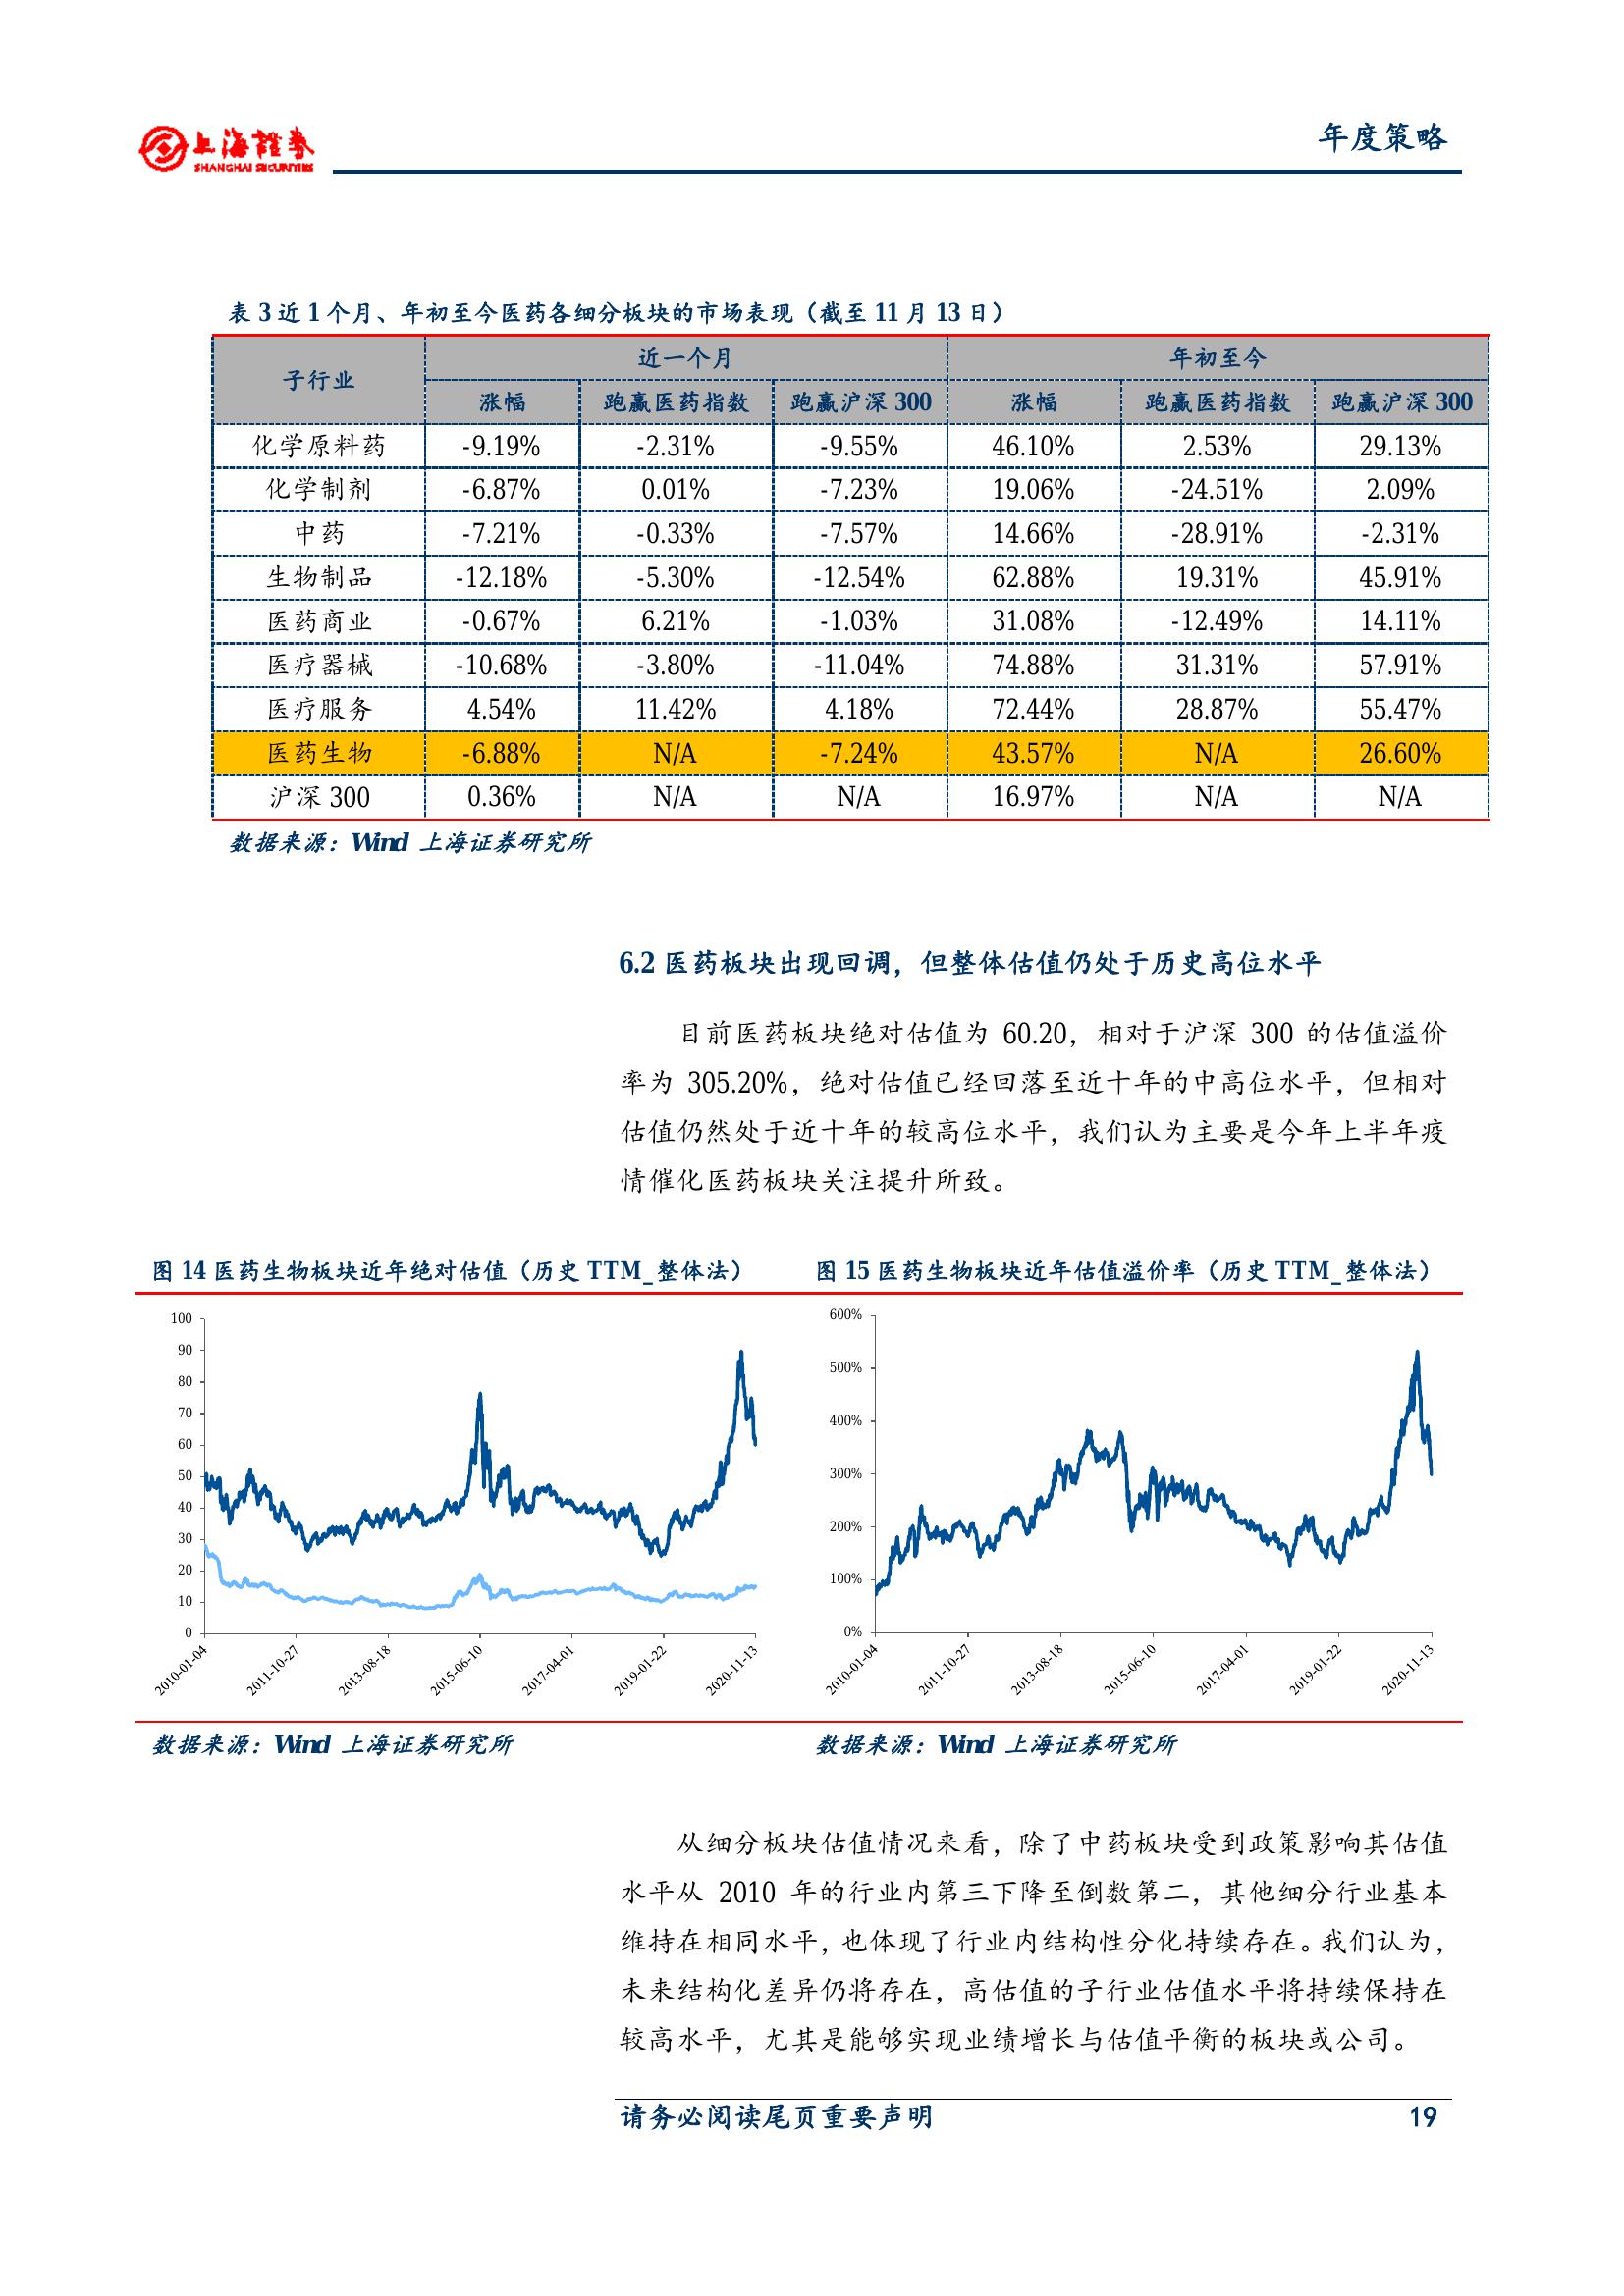 上海證券
SHANGHAI SECURITIES
年度策略
表 3 近 1 个月、年初至今医药各细分板块的市场表现（截至 11 月 13 日）
子行业 近一个月 年初至今
涨幅 跑赢医药指数 跑赢沪深 300 涨幅 跑赢医药指数 跑赢沪深 300
化学原料药 -9.19% -2.31% -9.55% 46.10% 2.53% 29.13%
化学制剂 -6.87% 0.01% -7.23% 19.06% -24.51% 2.09%
中药 -7.21% -0.33% -7.57% 14.66% -28.91% -2.31%
生物制品 -12.18% -5.30% -12.54% 62.88% 19.31% 45.91%
医药商业 -0.67% 6.21% -1.03% 31.08% -12.49% 14.11%
医疗器械 -10.68% -3.80% -11.04% 74.88% 31.31% 57.91%
医疗服务 4.54% 11.42% 4.18% 72.44% 28.87% 55.47%
医药生物 -6.88% N/A -7.24% 43.57% N/A 26.60%
沪深 300 0.36% N/A N/A 16.97% N/A N/A
数据来源：Wind 上海证券研究所
6.2 医药板块出现回调，但整体估值仍处于历史高位水平
目前医药板块绝对估值为 60.20，相对于沪深 300 的估值溢价
率为 305.20%，绝对估值已经回落至近十年的中高位水平，但相对
估值仍然处于近十年的较高位水平，我们认为主要是今年上半年疫
情催化医药板块关注提升所致。
图 14 医药生物板块近年绝对估值（历史 TTM_整体法）
100
90
80
70
60
50
40
30
20
10
0
2010-01-04 2011-10-27 2013-08-18 2015-06-10 2017-04-01 2019-01-22 2020-11-13
数据来源：Wind 上海证券研究所
图 15 医药生物板块近年估值溢价率（历史 TTM_整体法）
600%
500%
400%
300%
200%
100%
0%
2010-01-04 2011-10-27 2013-08-18 2015-06-10 2017-04-01 2019-01-22 2020-11-13
数据来源：Wind 上海证券研究所
从细分板块估值情况来看，除了中药板块受到政策影响其估值
水平从 2010 年的行业内第三下降至倒数第二，其他细分行业基本
维持在相同水平，也体现了行业内结构性分化持续存在。我们认为，
未来结构化差异仍将存在，高估值的子行业估值水平将持续保持在
较高水平，尤其是能够实现业绩增长与估值平衡的板块或公司。
请务必阅读尾页重要声明 19